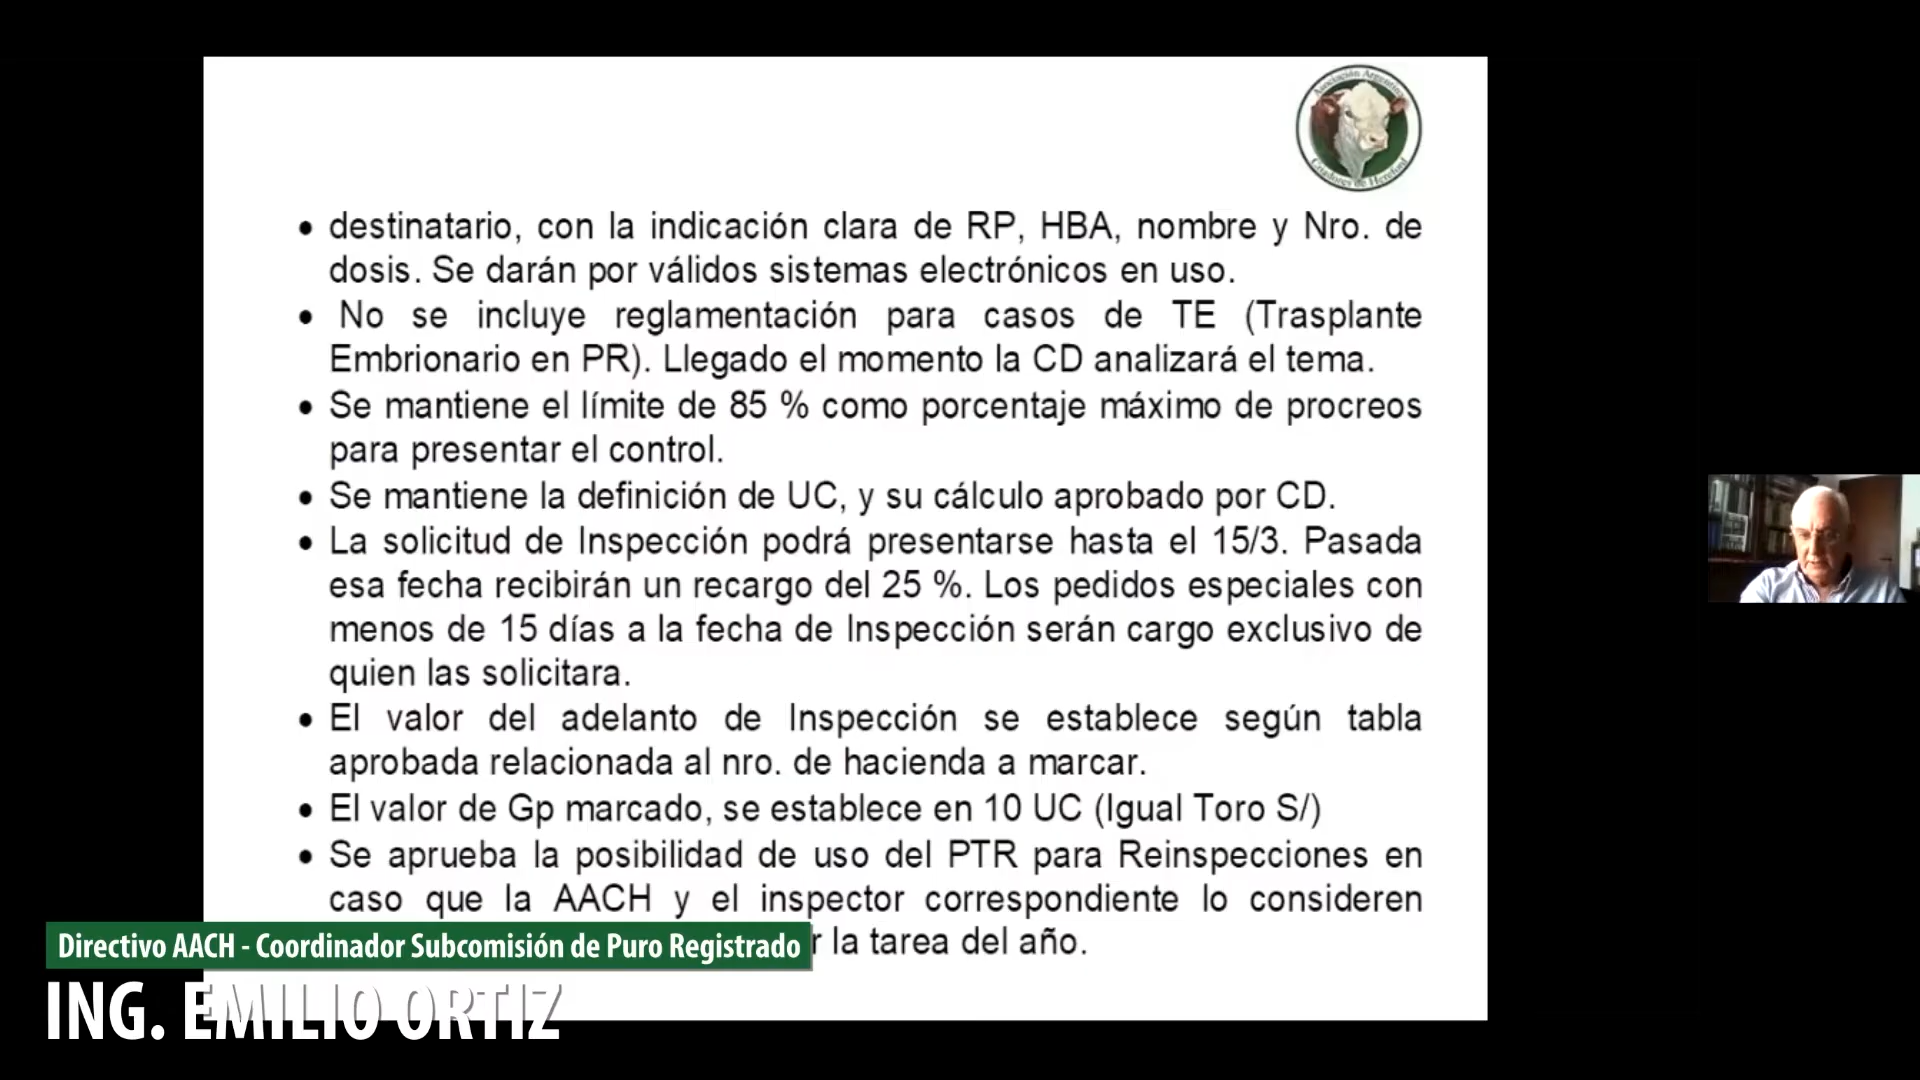 Asociación Argentina
Criadores de Hereford
• destinatario, con la indicación clara de RP, HBA, nombre y Nro. de
dosis. Se darán por válidos sistemas electrónicos en uso.
• No se incluye reglamentación para casos de TE (Trasplante
Embrionario en PR). Llegado el momento la CD analizará el tema.
• Se mantiene el límite de 85 % como porcentaje máximo de procreos
para presentar el control.
• Se mantiene la definición de UC, y su cálculo aprobado por CD.
• La solicitud de Inspección podrá presentarse hasta el 15/3. Pasada
esa fecha recibirán un recargo del 25 %. Los pedidos especiales con
menos de 15 días a la fecha de Inspección serán cargo exclusivo de
quien las solicitara.
• El valor del adelanto de Inspección se establece según tabla
aprobada relacionada al nro. de hacienda a marcar.
• El valor de Gp marcado, se establece en 10 UC (Igual Toro S/)
• Se aprueba la posibilidad de uso del PTR para Reinspecciones en
caso que la AACH y el inspector correspondiente lo consideren
r la tarea del año.
Directivo AACH - Coordinador Subcomisión de Puro Registrado
ING. EMILIO ORTIZ